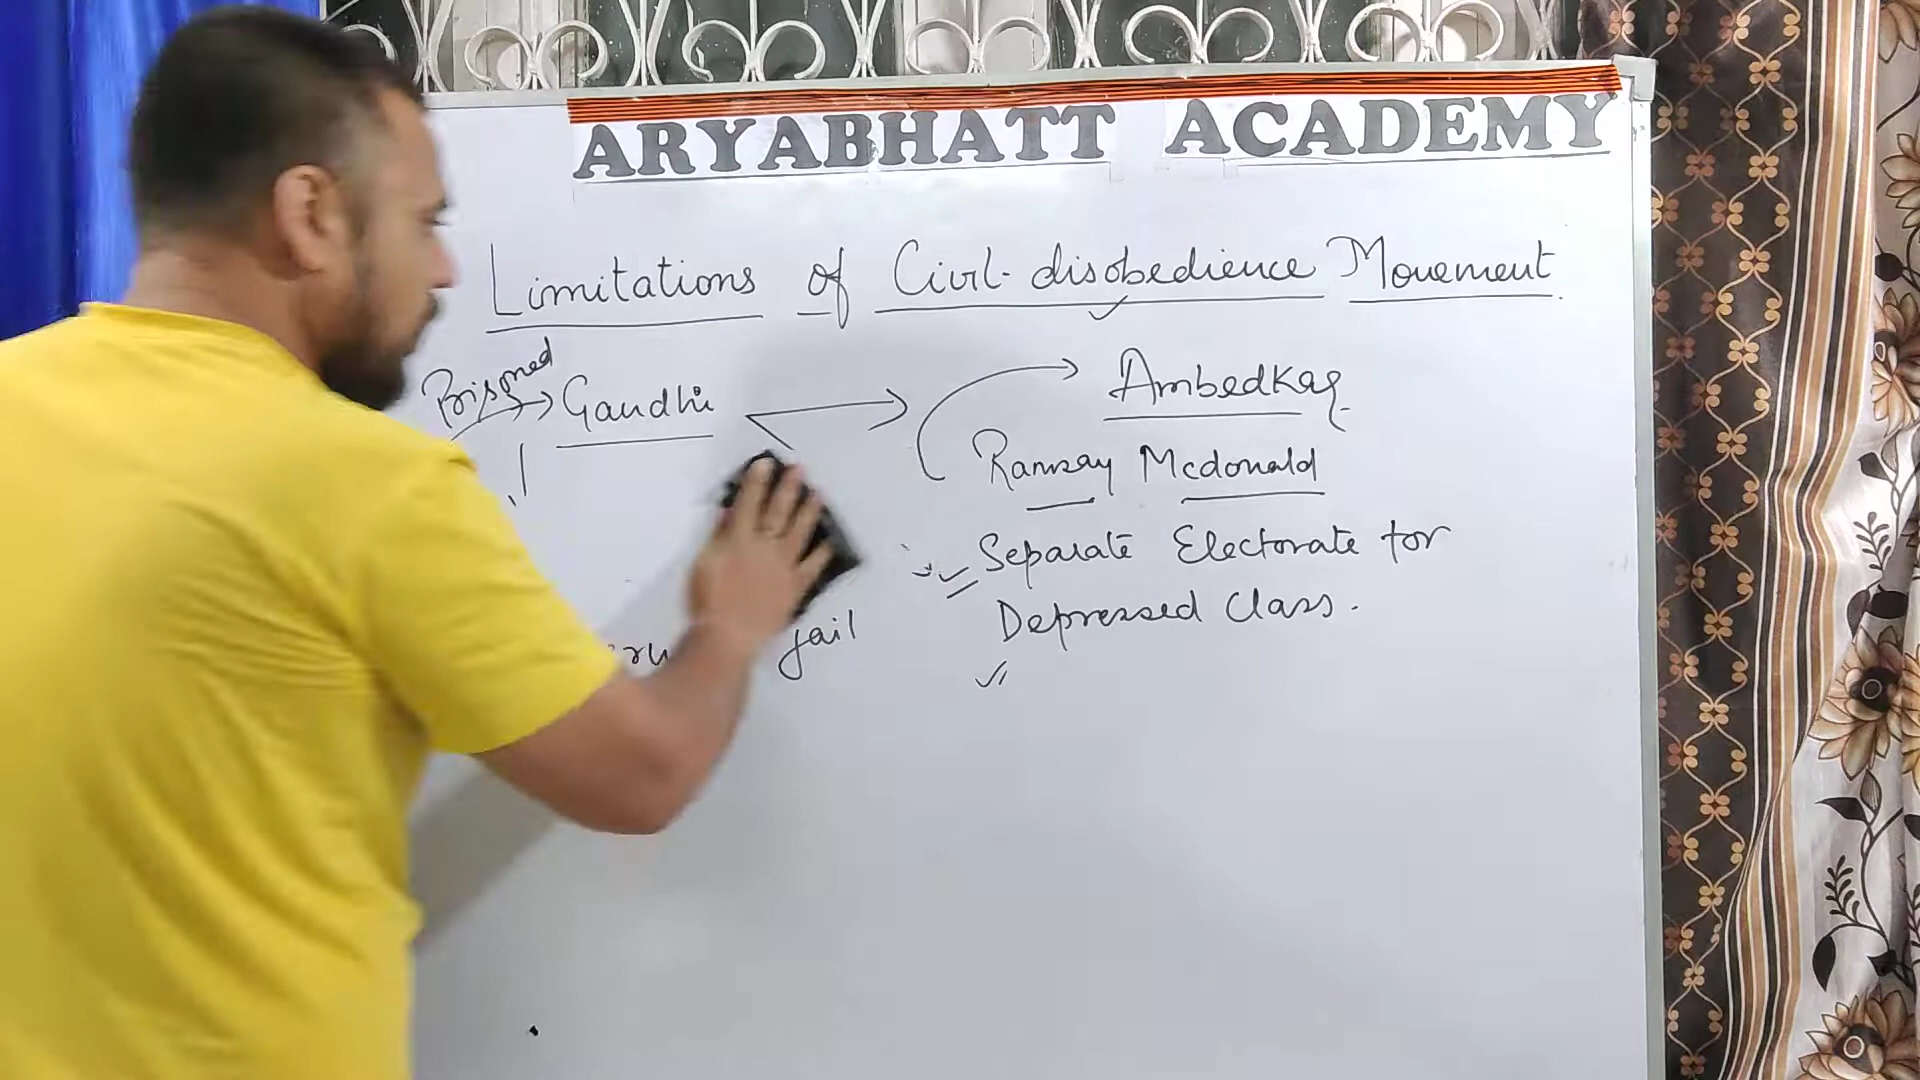 ARYABHATT ACADEMY
Limitations of Civil-disobedience Movement
Gandhi
Ambedkar
Ramsay Mcdonald
Separate Electorate for
Depressed Class.
jail